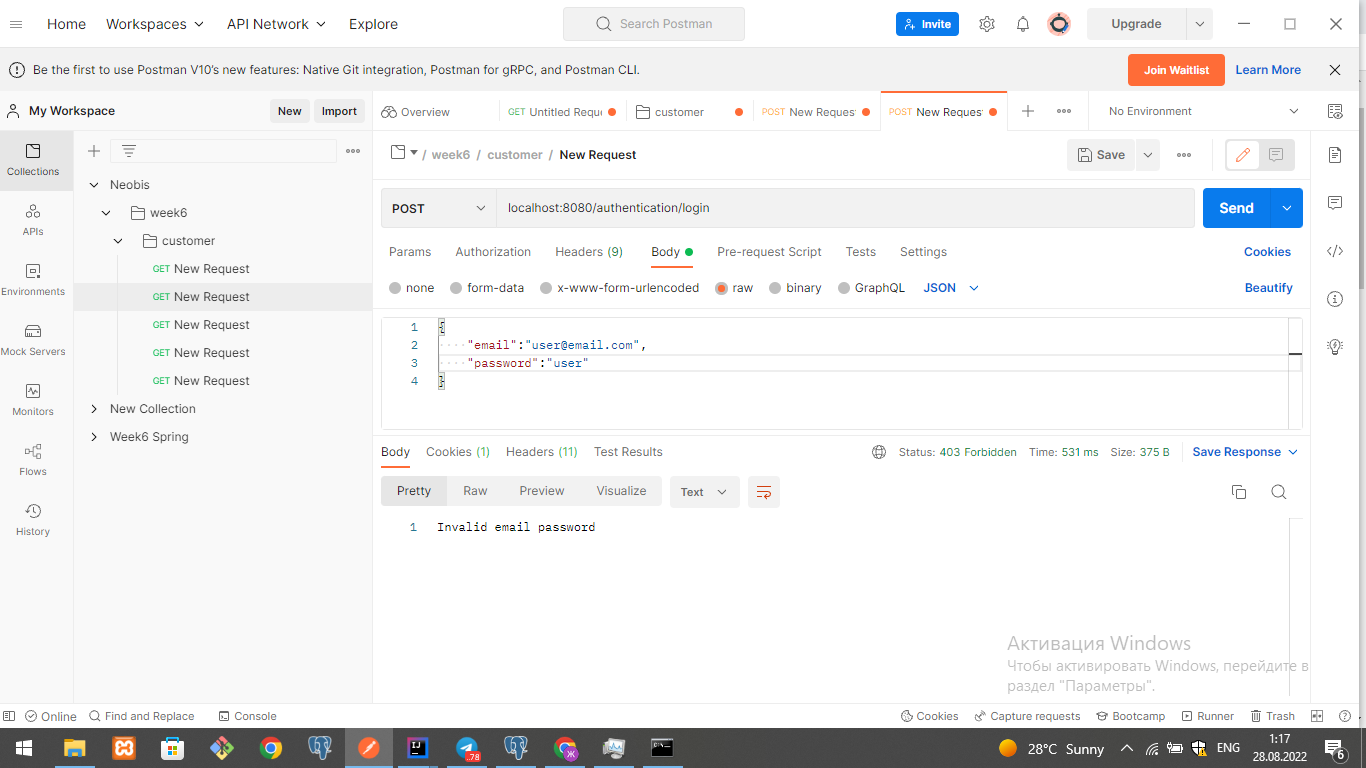 Home Workspaces API Network Explore Search Postman Invite Upgrade
Be the first to use Postman V10's new features: Native Git integration, Postman for gRPC, and Postman CLI. Join Waitlist Learn More
My Workspace New Import Overview GET Untitled Reque customer POST New Reques POST New Reques No Environment
Collections
APIs
Environments
Mock Servers
Monitors
Flows
History
Neobis
week6
customer
GET New Request
GET New Request
GET New Request
GET New Request
GET New Request
New Collection
Week6 Spring
/ week6 / customer / New Request Save
POST localhost:8080/authentication/login Send
Params Authorization Headers (9) Body Pre-request Script Tests Settings Cookies
none form-data x-www-form-urlencoded raw binary GraphQL JSON Beautify
1 {
2 "email":"user@email.com",
3 "password":"user"
4 }
Body Cookies (1) Headers (11) Test Results Status: 403 Forbidden Time: 531 ms Size: 375 B Save Response
Pretty Raw Preview Visualize Text
1 Invalid email password
Активация Windows
Чтобы активировать Windows, перейдите в
раздел "Параметры".
Online Find and Replace Console Cookies Capture requests Bootcamp Runner Trash
.78 Ж 28°C Sunny ENG 1:17
28.08.2022 6